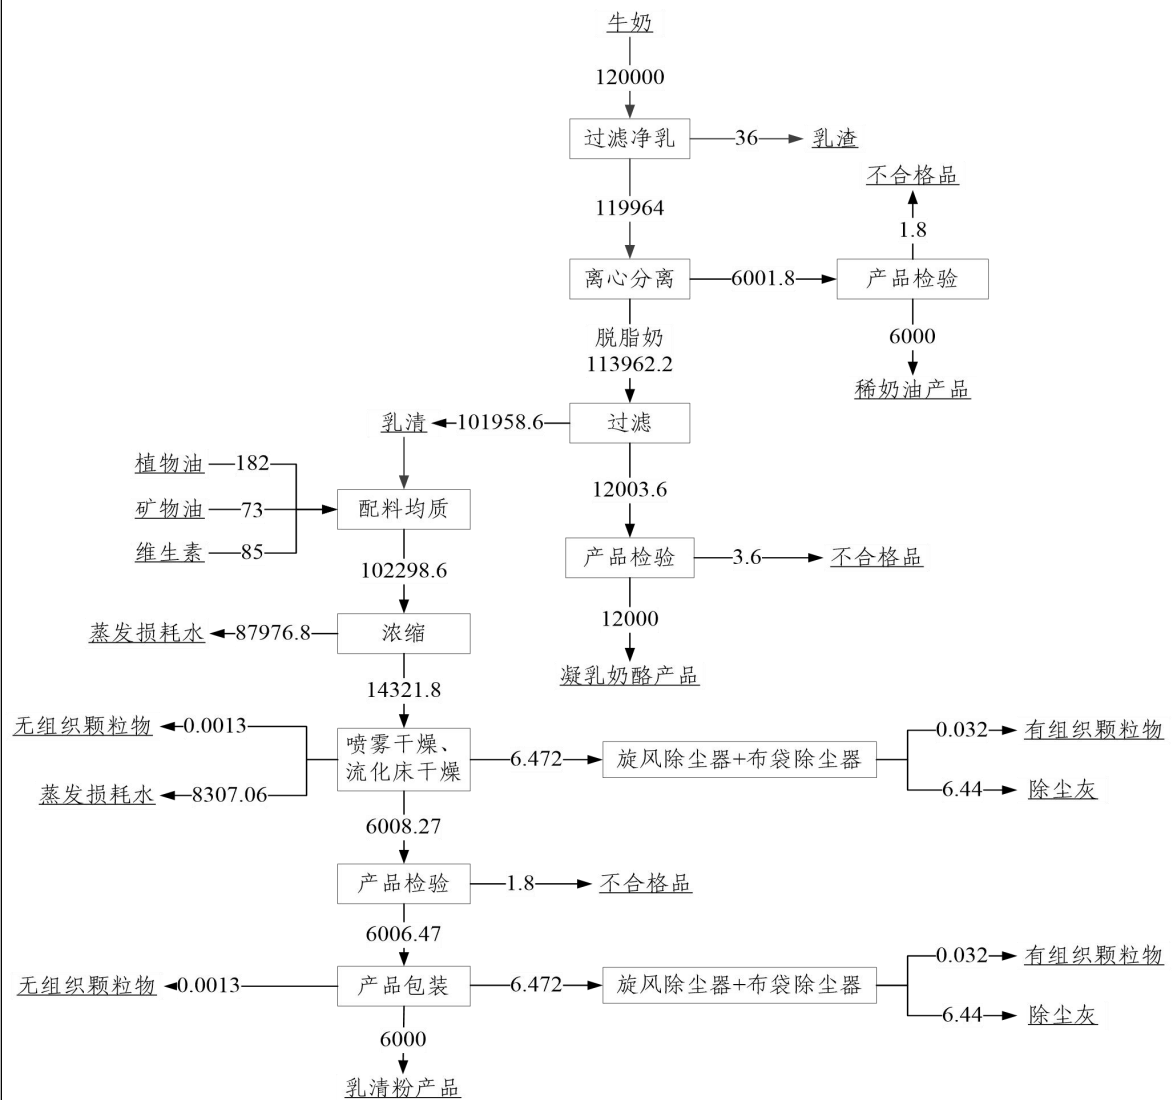 牛奶
120000
过滤净乳
36
乳渣
不合格品
119964
1.8
离心分离
6001.8
产品检验
脱脂奶
113962.2
6000
稀奶油产品
乳清
101958.6
过滤
植物油
182
12003.6
矿物油
73
配料均质
维生素
85
产品检验
3.6
不合格品
102298.6
12000
蒸发损耗水
87976.8
浓缩
凝乳奶酪产品
14321.8
无组织颗粒物
0.0013
喷雾干燥、
流化床干燥
6.472
旋风除尘器+布袋除尘器
0.032
有组织颗粒物
蒸发损耗水
8307.06
6.44
除尘灰
6008.27
产品检验
1.8
不合格品
6006.47
无组织颗粒物
0.0013
产品包装
6.472
旋风除尘器+布袋除尘器
0.032
有组织颗粒物
6.44
除尘灰
6000
乳清粉产品